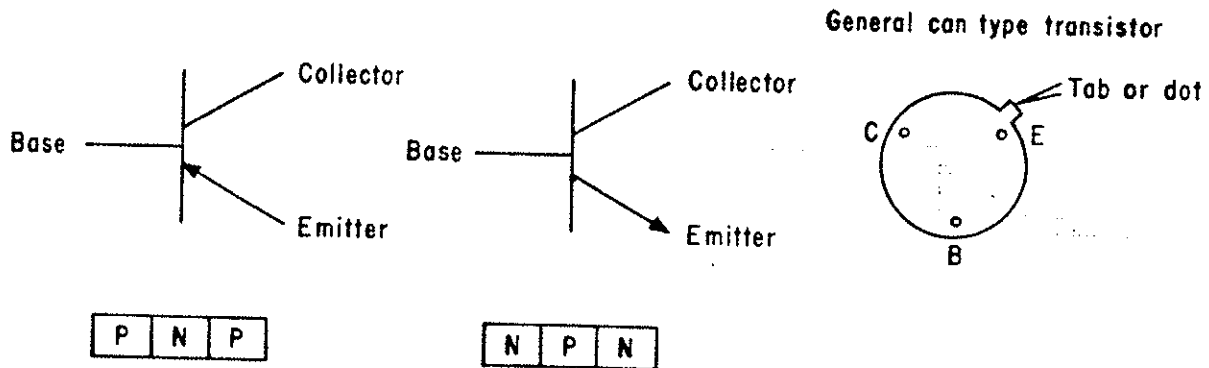 General can type transistor
Collector
Base
Emitter
P N P
Collector
Base
Emitter
N P N
Tab or dot
C
E
B